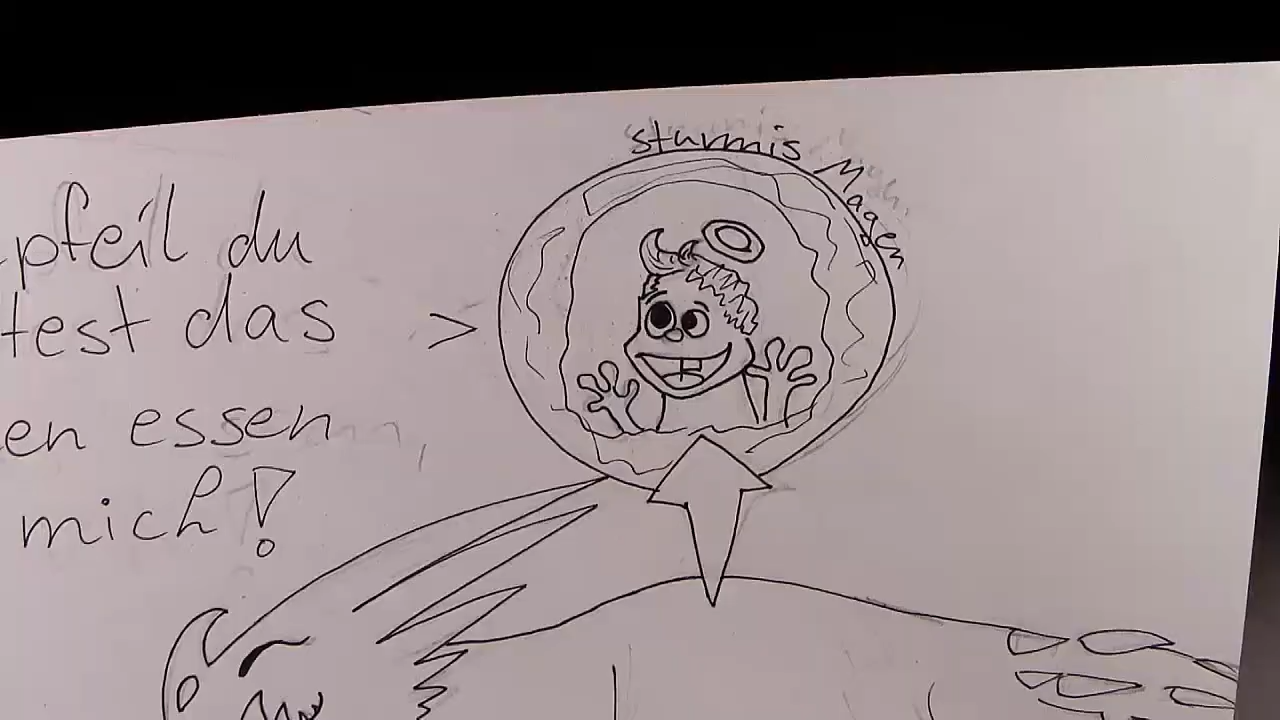 sturmis Magen
pfeil du
test das
en essen
mich!